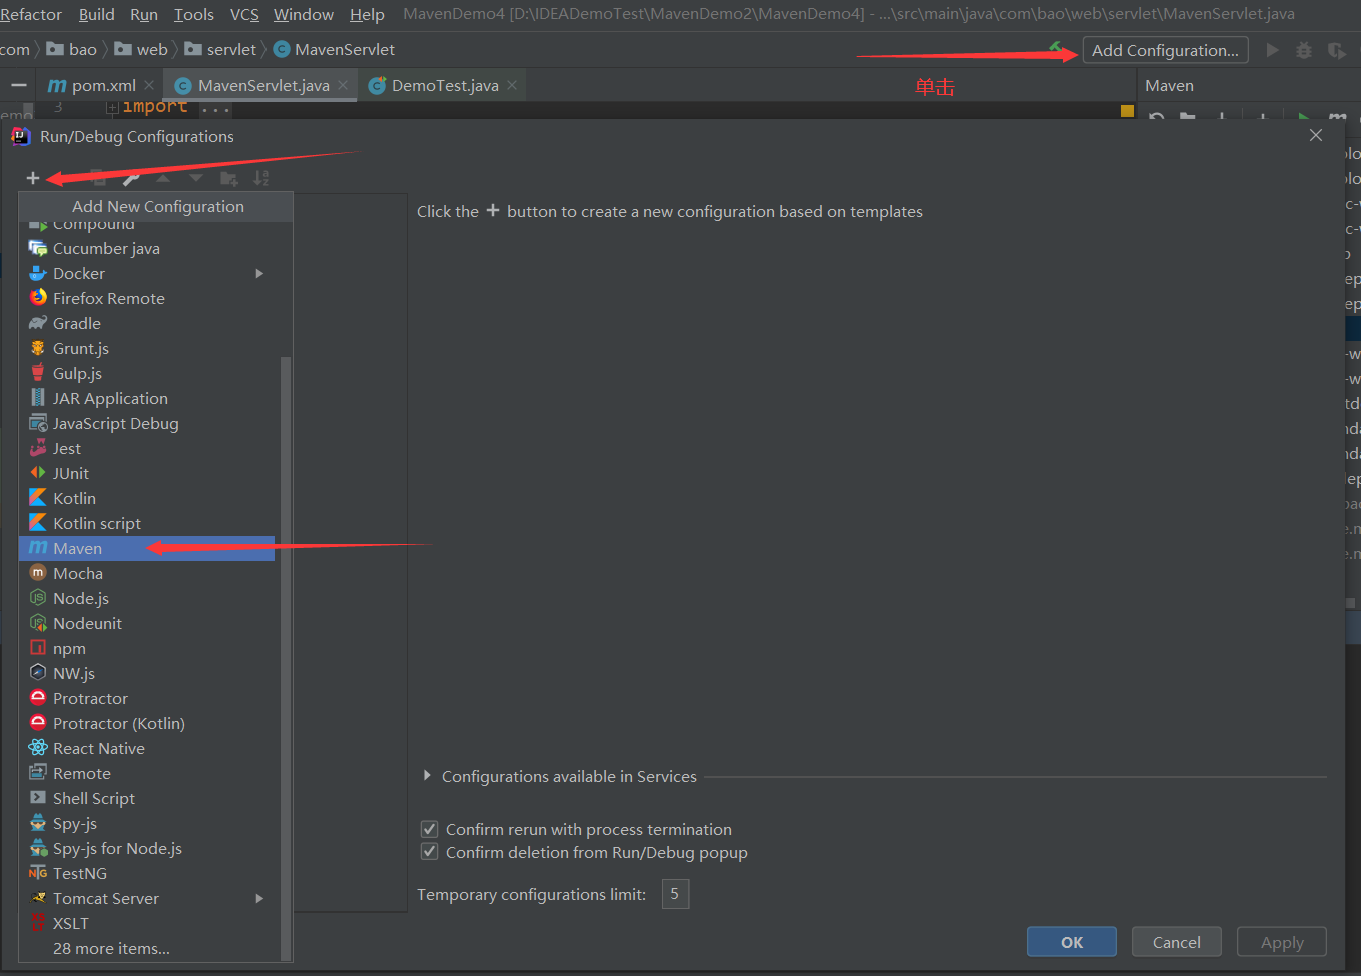 Refactor Build Run Tools VCS Window Help MavenDemo4 [D:\IDEADemoTest\MavenDemo2\MavenDemo4] - ...\src\main\java\com\bao\web\servlet\MavenServlet.java
com bao web servlet MavenServlet Add Configuration...
pom.xml MavenServlet.java DemoTest.java 单击 Maven
3 import ...
Run/Debug Configurations
Add New Configuration
Click the + button to create a new configuration based on templates
Compound
Cucumber java
Docker
Firefox Remote
Gradle
Grunt.js
Gulp.js
JAR Application
JavaScript Debug
Jest
JUnit
Kotlin
Kotlin script
Maven
Mocha
Node.js
Nodeunit
npm
NW.js
Protractor
Protractor (Kotlin)
React Native
Remote
Shell Script
Spy-js
Spy-js for Node.js
TestNG
Tomcat Server
XSLT
28 more items...
Configurations available in Services
Confirm rerun with process termination
Confirm deletion from Run/Debug popup
Temporary configurations limit: 5
OK Cancel Apply